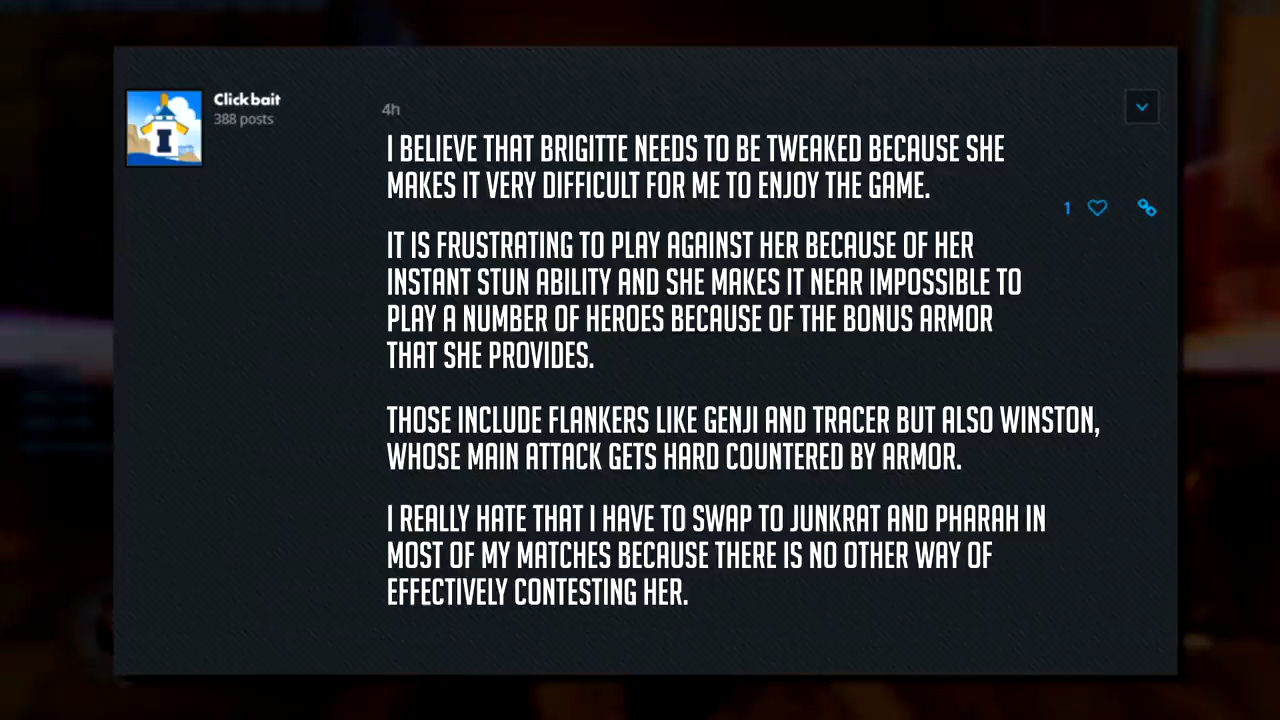 Clickbait
388 posts
4h
I BELIEVE THAT BRIGITTE NEEDS TO BE TWEAKED BECAUSE SHE
MAKES IT VERY DIFFICULT FOR ME TO ENJOY THE GAME.
1
IT IS FRUSTRATING TO PLAY AGAINST HER BECAUSE OF HER
INSTANT STUN ABILITY AND SHE MAKES IT NEAR IMPOSSIBLE TO
PLAY A NUMBER OF HEROES BECAUSE OF THE BONUS ARMOR
THAT SHE PROVIDES.
THOSE INCLUDE FLANKERS LIKE GENJI AND TRACER BUT ALSO WINSTON,
WHOSE MAIN ATTACK GETS HARD COUNTERED BY ARMOR.
I REALLY HATE THAT I HAVE TO SWAP TO JUNKRAT AND PHARAH IN
MOST OF MY MATCHES BECAUSE THERE IS NO OTHER WAY OF
EFFECTIVELY CONTESTING HER.